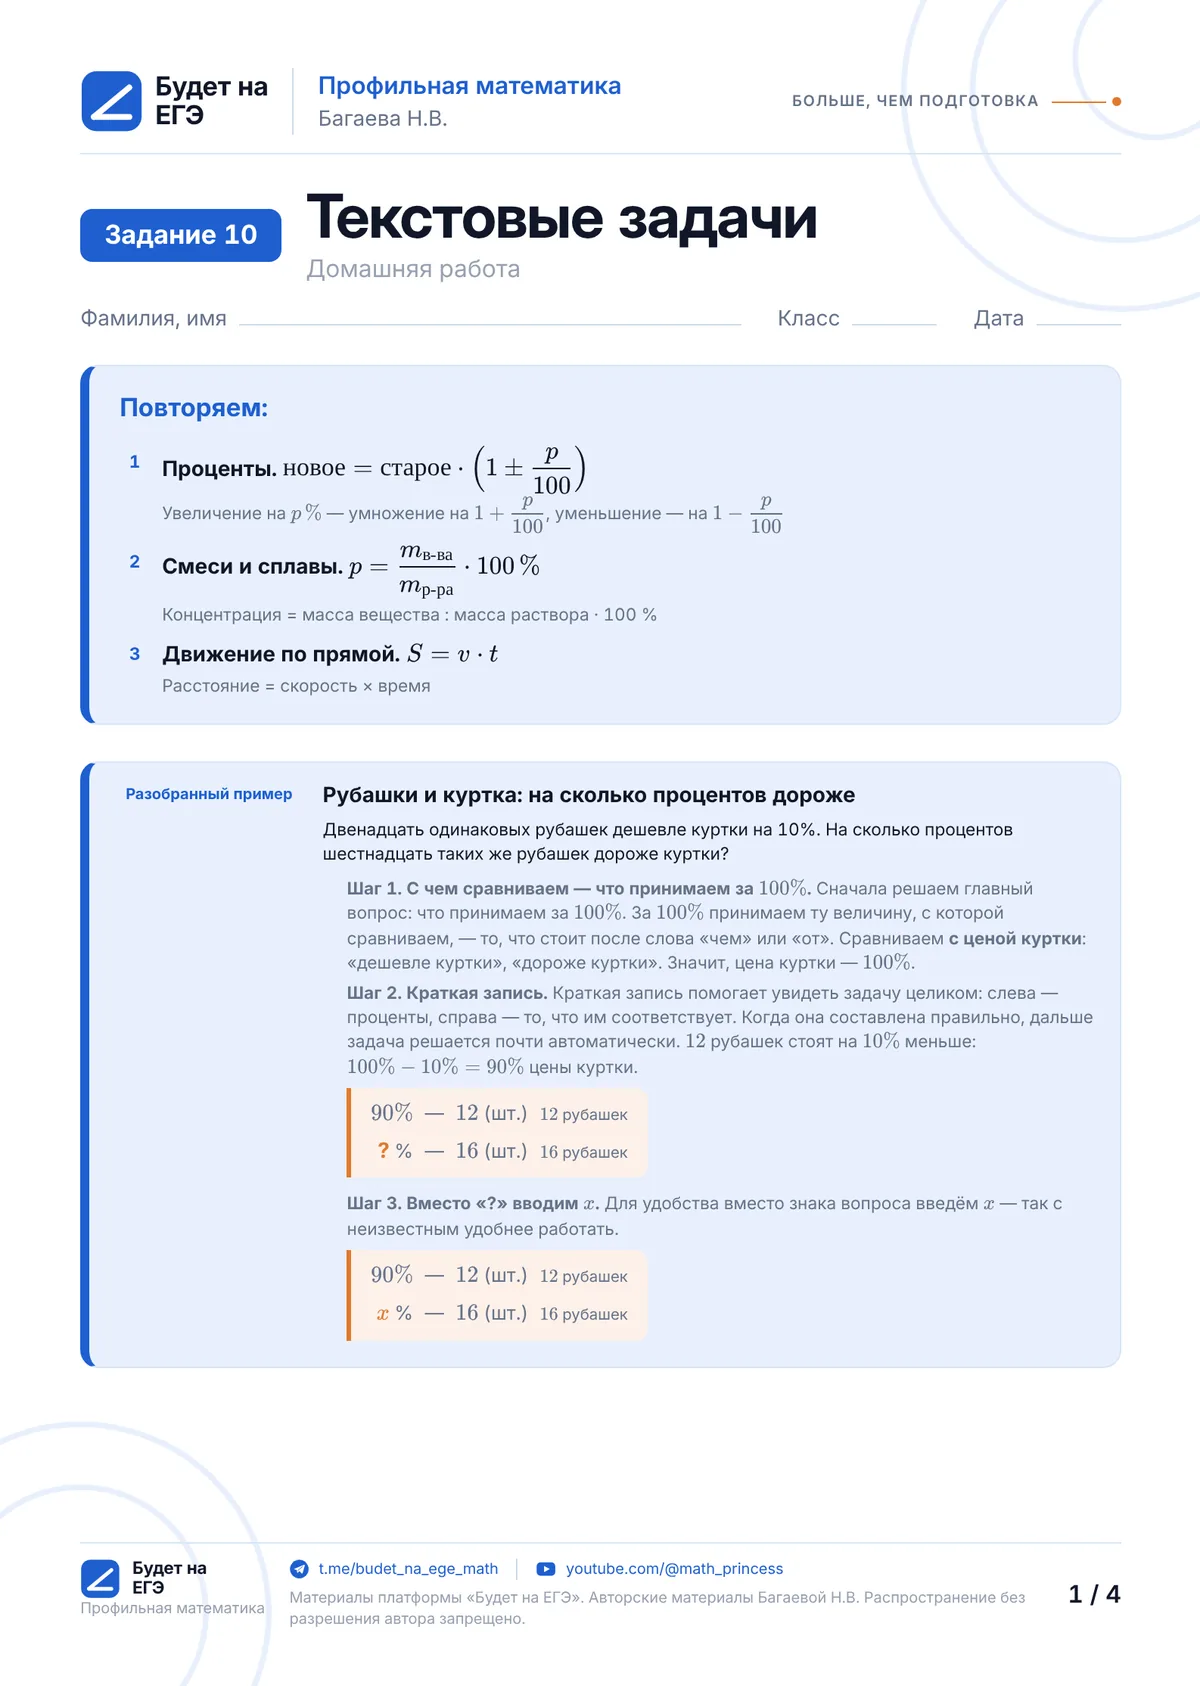 Будет на
ЕГЭ
Профильная математика
Багаева Н.В.
БОЛЬШЕ, ЧЕМ ПОДГОТОВКА
Задание 10
Текстовые задачи
Домашняя работа
Фамилия, имя
Класс
Дата
Повторяем:
1 Проценты. новое = старое · (1 ± p/100)
Увеличение на p % — умножение на 1 + p/100, уменьшение — на 1 − p/100
2 Смеси и сплавы. p = m в-ва / m р-ра · 100 %
Концентрация = масса вещества : масса раствора · 100 %
3 Движение по прямой. S = v · t
Расстояние = скорость × время
Разобранный пример
Рубашки и куртка: на сколько процентов дороже
Двенадцать одинаковых рубашек дешевле куртки на 10%. На сколько процентов
шестнадцать таких же рубашек дороже куртки?
Шаг 1. С чем сравниваем — что принимаем за 100%. Сначала решаем главный
вопрос: что принимаем за 100%. За 100% принимаем ту величину, с которой
сравниваем, — то, что стоит после слова «чем» или «от». Сравниваем с ценой куртки:
«дешевле куртки», «дороже куртки». Значит, цена куртки — 100%.
Шаг 2. Краткая запись. Краткая запись помогает увидеть задачу целиком: слева —
проценты, справа — то, что им соответствует. Когда она составлена правильно, дальше
задача решается почти автоматически. 12 рубашек стоят на 10% меньше:
100% − 10% = 90% цены куртки.
90% — 12 (шт.) 12 рубашек
? % — 16 (шт.) 16 рубашек
Шаг 3. Вместо «?» вводим x. Для удобства вместо знака вопроса введём x — так с
неизвестным удобнее работать.
90% — 12 (шт.) 12 рубашек
x % — 16 (шт.) 16 рубашек
Будет на
ЕГЭ
Профильная математика
t.me/budet_na_ege_math
youtube.com/@math_princess
Материалы платформы «Будет на ЕГЭ». Авторские материалы Багаевой Н.В. Распространение без
разрешения автора запрещено.
1 / 4